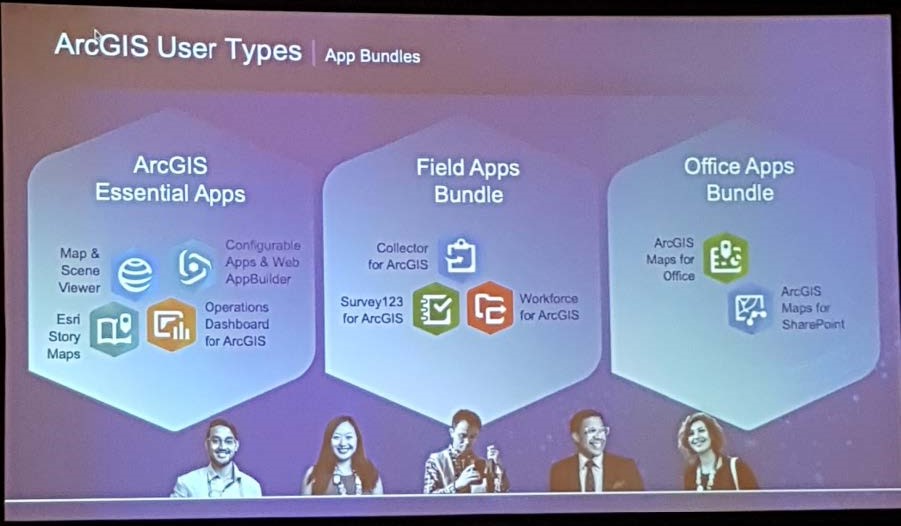 ArcGIS User Types | App Bundles
ArcGIS
Essential Apps
Map &
Scene
Viewer
Configurable
Apps & Web
AppBuilder
Esri
Story
Maps
Operations
Dashboard
for ArcGIS
Field Apps
Bundle
Collector
for ArcGIS
Survey123
for ArcGIS
Workforce
for ArcGIS
Office Apps
Bundle
ArcGIS
Maps for
Office
ArcGIS
Maps for
SharePoint